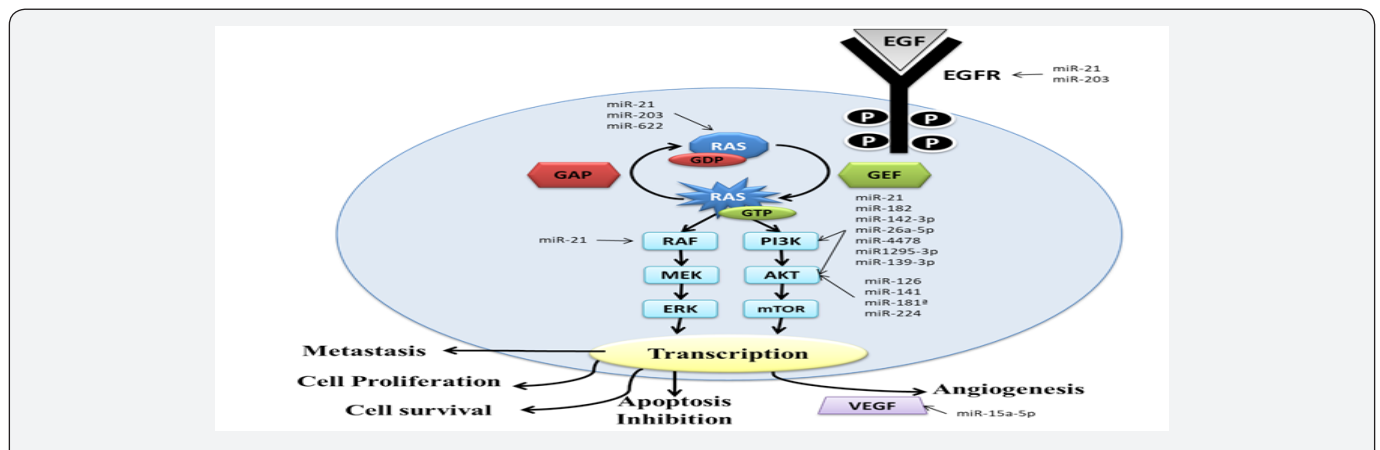 EGF
EGFR
miR-21
miR-203
P P
P P
miR-21
miR-203
miR-622
RAS
GDP
GAP
GEF
RAS
GTP
miR-21
miR-182
miR-142-3p
miR-26a-5p
miR-4478
miR1295-3p
miR-139-3p
miR-21
RAF
PI3K
MEK
AKT
miR-126
miR-141
miR-181ª
miR-224
ERK
mTOR
Transcription
Metastasis
Cell Proliferation
Cell survival
Apoptosis
Inhibition
Angiogenesis
VEGF
miR-15a-5p